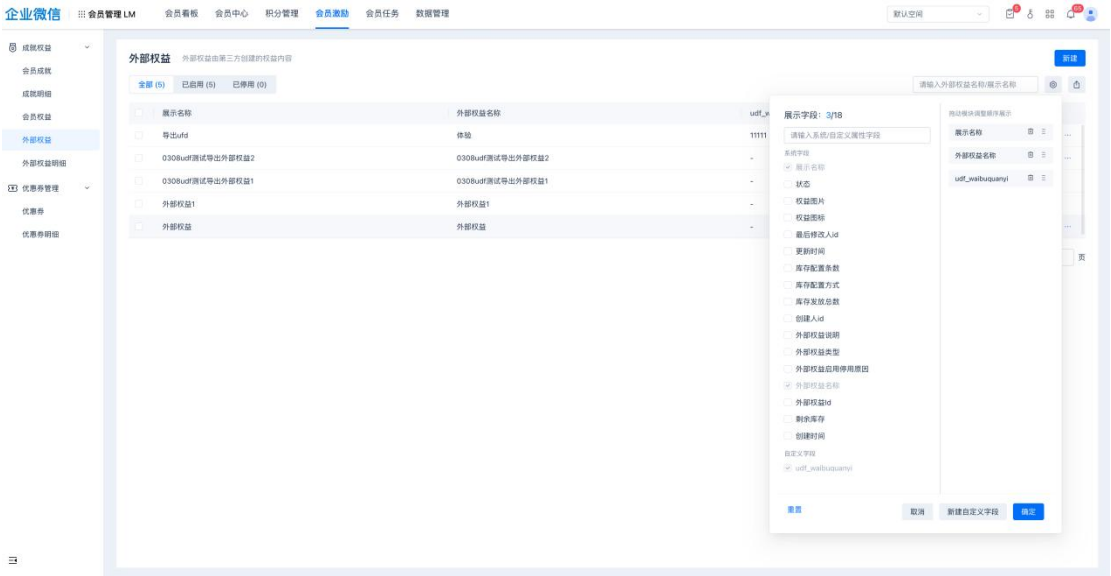 企业微信 会员管理 LM 会员看板 会员中心 积分管理 会员激励 会员任务 数据管理 默认空间 6 65
成就权益
会员成就
成就明细
会员权益
外部权益
外部权益明细
优惠券管理
优惠券
优惠券明细
外部权益 外部权益由第三方创建的权益内容 新建
全部 (5) 已启用 (5) 已停用 (0) 请输入外部权益名称/展示名称
展示名称 外部权益名称 udf_w
导出ufd 体验 11111 ...
0308udf测试导出外部权益2 0308udf测试导出外部权益2 - ...
0308udf测试导出外部权益1 0308udf测试导出外部权益1 -
外部权益1 外部权益1 -
外部权益 外部权益 - ...
页
展示字段: 3/18
请输入系统/自定义属性字段
系统字段
展示名称
状态
权益图片
权益图标
最后修改人id
更新时间
库存配置条数
库存配置方式
库存发放总数
创建人id
外部权益说明
外部权益类型
外部权益启用停用原因
外部权益名称
外部权益Id
剩余库存
创建时间
自定义字段
udf_waibuquanyi
拖动模块调整顺序展示
展示名称
外部权益名称
udf_waibuquanyi
重置 取消 新建自定义字段 确定